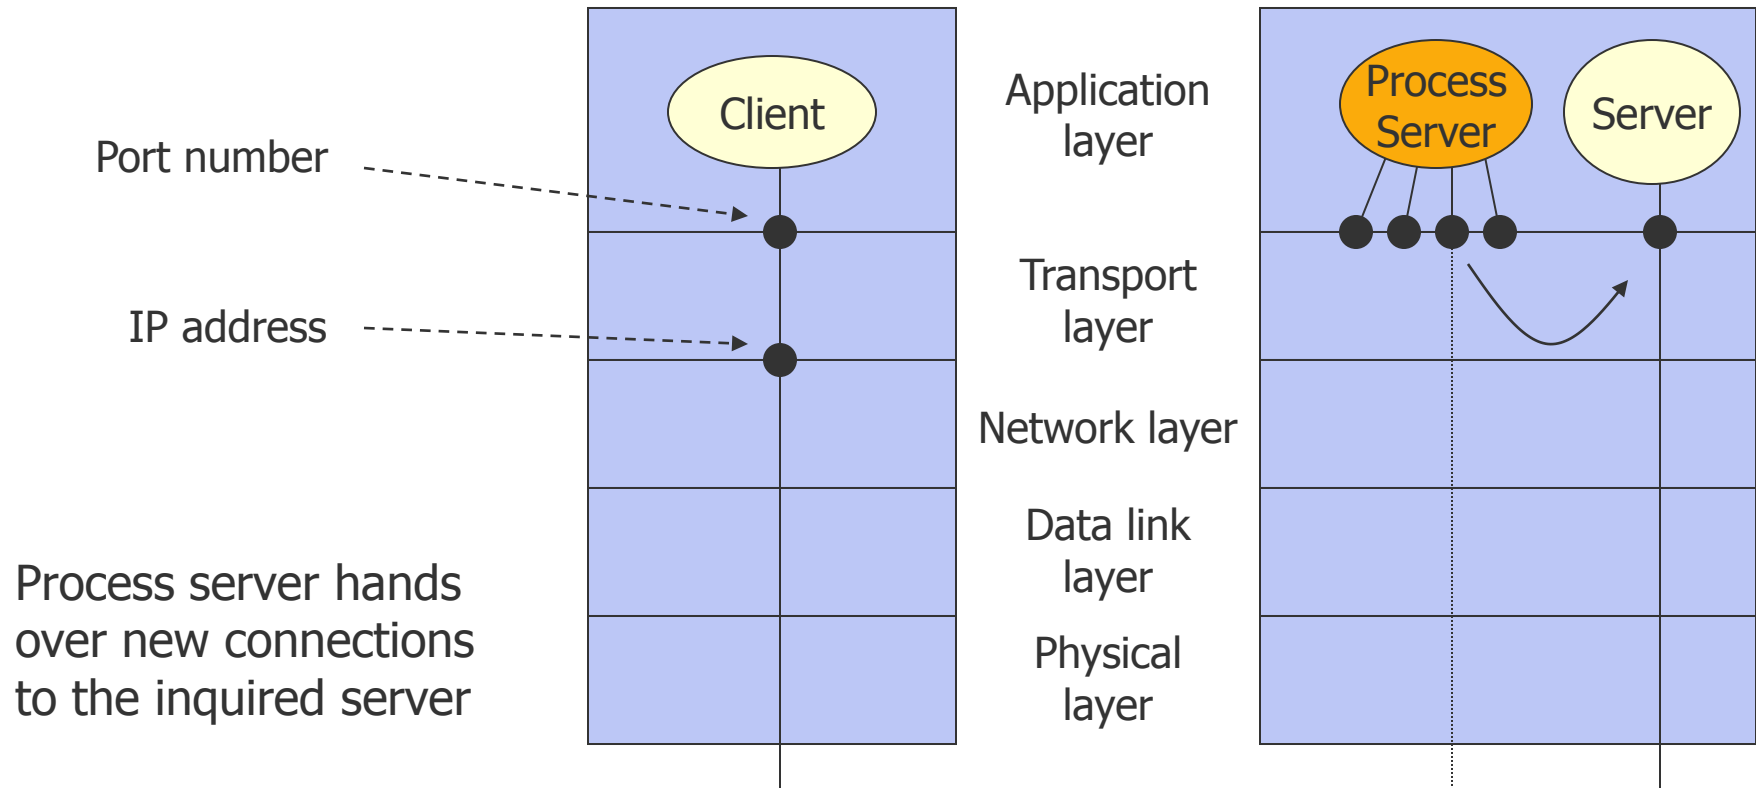 Client
Application
layer
Process
Server
Server
Port number
Transport
layer
IP address
Network layer
Data link
layer
Process server hands
over new connections
to the inquired server
Physical
layer